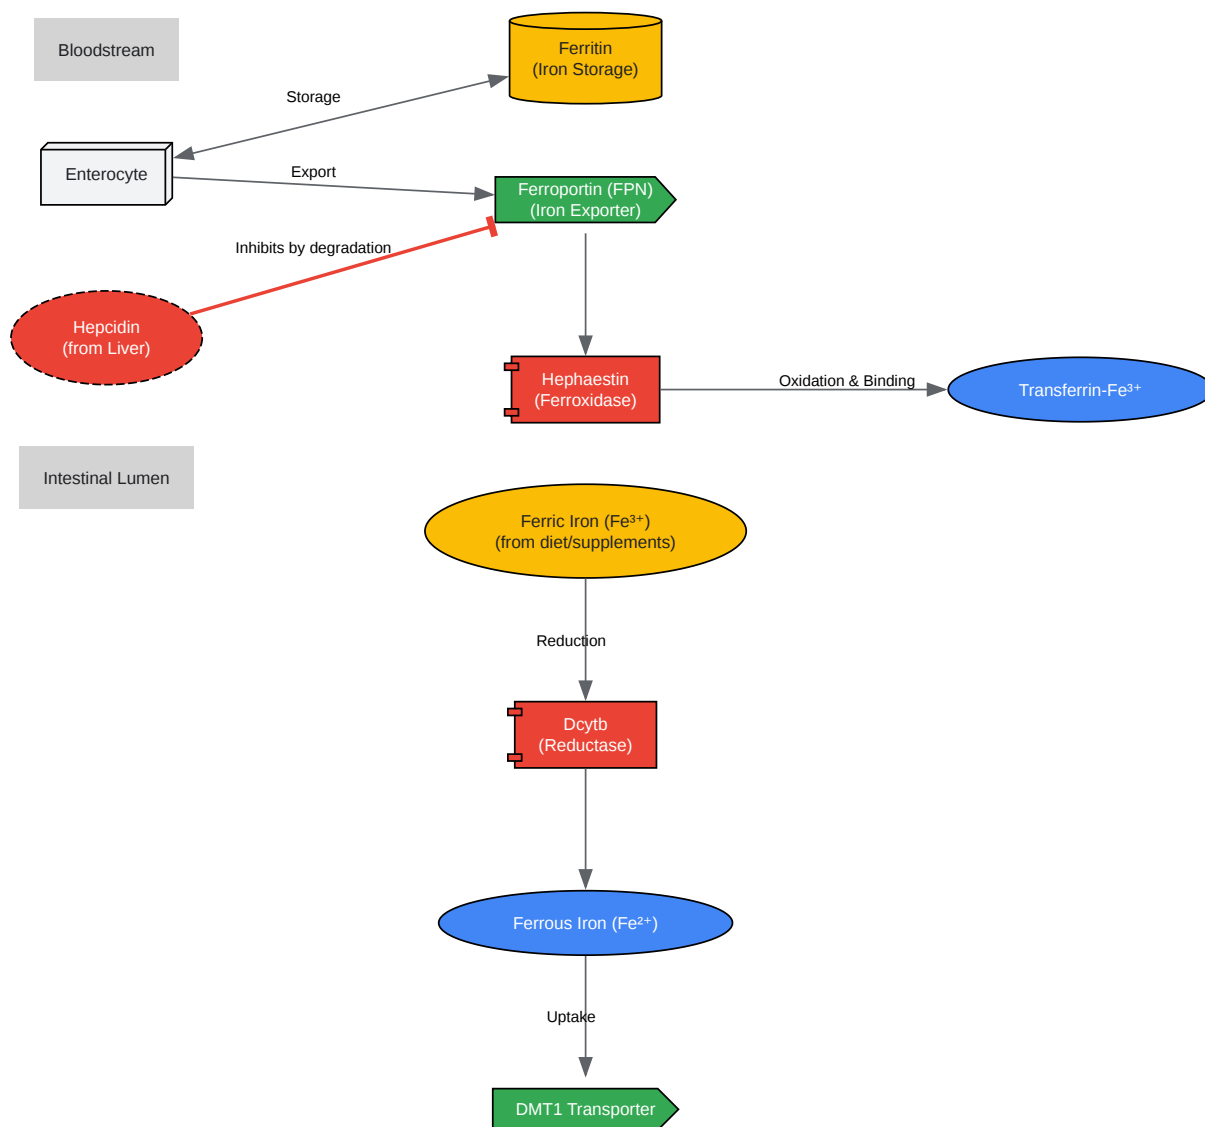 Bloodstream
Ferritin
(Iron Storage)
Storage
Enterocyte
Export
Ferroportin (FPN)
(Iron Exporter)
Inhibits by degradation
Hepcidin
(from Liver)
Hephaestin
(Ferroxidase)
Oxidation & Binding
Transferrin-Fe³⁺
Intestinal Lumen
Ferric Iron (Fe³⁺)
(from diet/supplements)
Reduction
Dcytb
(Reductase)
Ferrous Iron (Fe²⁺)
Uptake
DMT1 Transporter